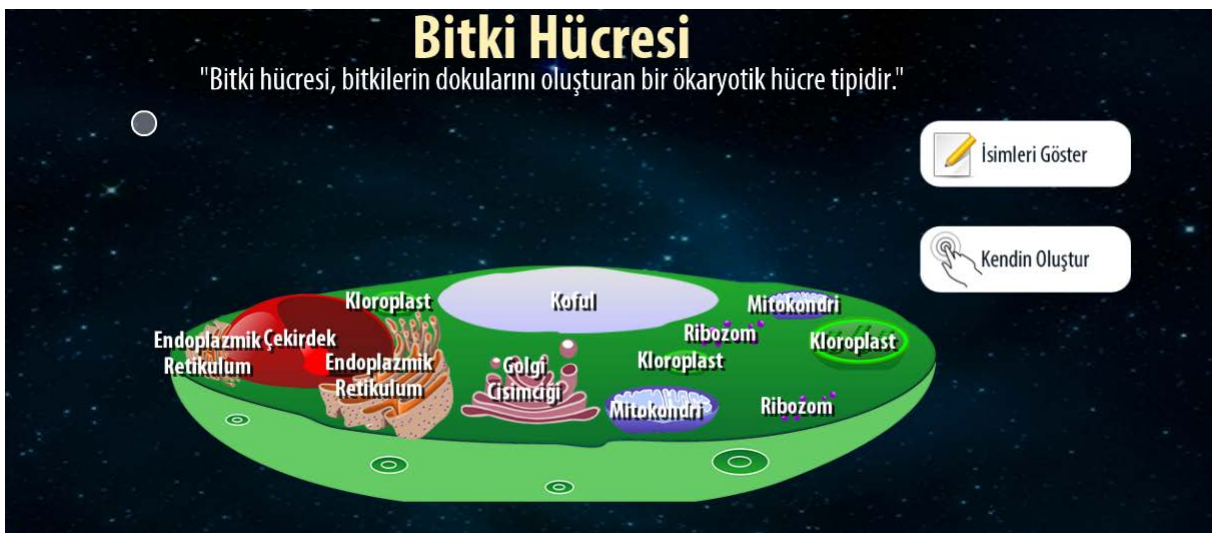 Bitki Hücresi
"Bitki hücresi, bitkilerin dokularını oluşturan bir ökaryotik hücre tipidir."
İsimleri Göster
Kendin Oluştur
Kloroplast
Koful
Mitokondri
Endoplazmik
Retikulum
Çekirdek
Endoplazmik
Retikulum
Golgi
Cisimciği
Ribozom
Kloroplast
Kloroplast
Mitokondri
Ribozom